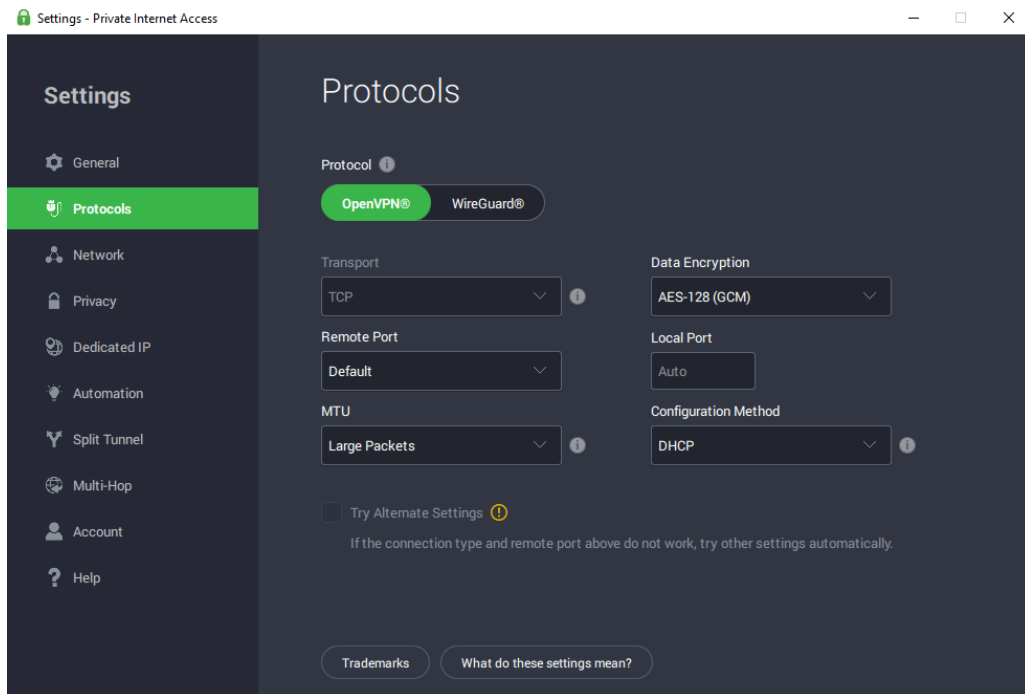 Settings - Private Internet Access
Settings
General
Protocols
Network
Privacy
Dedicated IP
Automation
Split Tunnel
Multi-Hop
Account
Help
Protocols
Protocol
OpenVPN® WireGuard®
Transport Data Encryption
TCP AES-128 (GCM)
Remote Port Local Port
Default Auto
MTU Configuration Method
Large Packets DHCP
Try Alternate Settings
If the connection type and remote port above do not work, try other settings automatically.
Trademarks What do these settings mean?